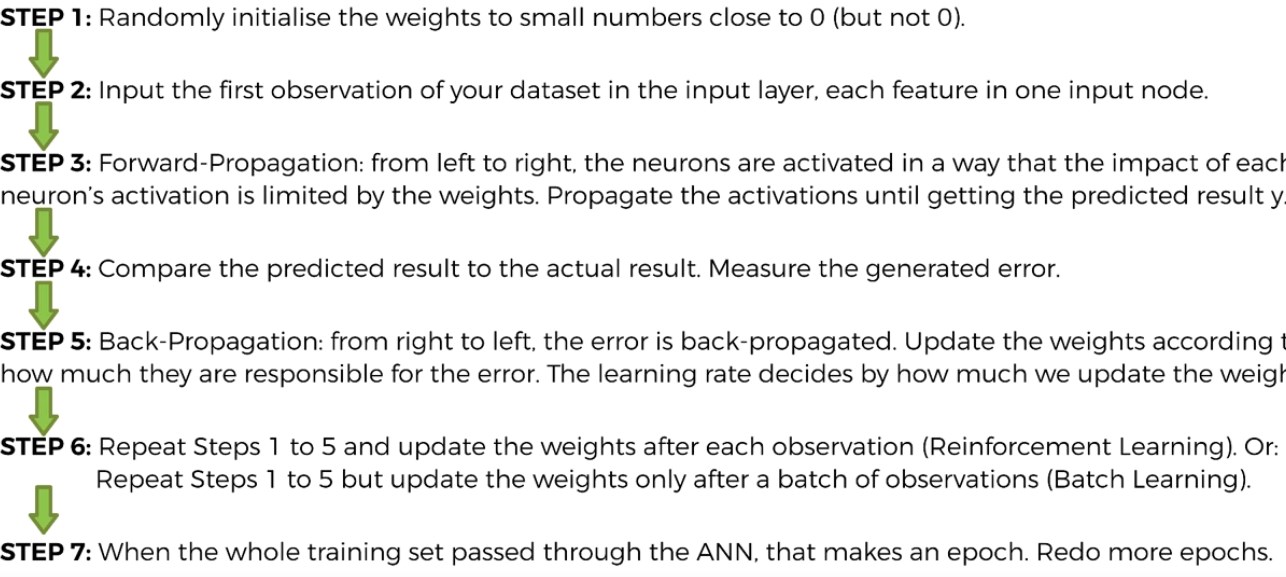 STEP 1: Randomly initialise the weights to small numbers close to 0 (but not 0).
STEP 2: Input the first observation of your dataset in the input layer, each feature in one input node.
STEP 3: Forward-Propagation: from left to right, the neurons are activated in a way that the impact of each
neuron's activation is limited by the weights. Propagate the activations until getting the predicted result y.
STEP 4: Compare the predicted result to the actual result. Measure the generated error.
STEP 5: Back-Propagation: from right to left, the error is back-propagated. Update the weights according t
how much they are responsible for the error. The learning rate decides by how much we update the weigh
STEP 6: Repeat Steps 1 to 5 and update the weights after each observation (Reinforcement Learning). Or:
Repeat Steps 1 to 5 but update the weights only after a batch of observations (Batch Learning).
STEP 7: When the whole training set passed through the ANN, that makes an epoch. Redo more epochs.